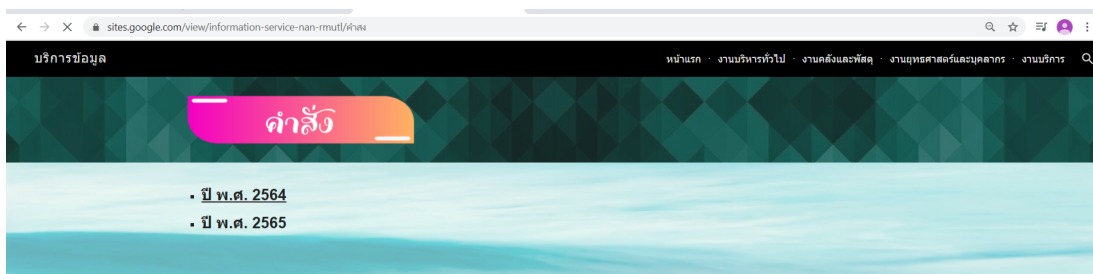 sites.google.com/view/information-service-nan-rmutl/คำสั่ง
บริการข้อมูล
หน้าแรก · งานบริหารทั่วไป · งานคลังและพัสดุ · งานยุทธศาสตร์และบุคลากร · งานบริการ
คำสั่ง
▪ ปี พ.ศ. 2564
▪ ปี พ.ศ. 2565